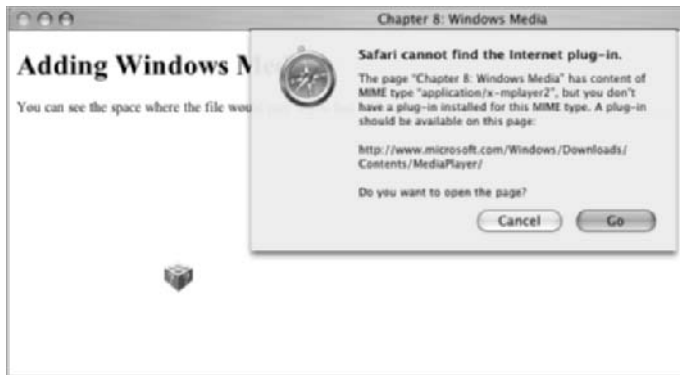 Chapter 8: Windows Media
Adding Windows M
You can see the space where the file wou
Safari cannot find the Internet plug-in.
The page "Chapter 8: Windows Media" has content of
MIME type "application/x-mplayer2", but you don't
have a plug-in installed for this MIME type. A plug-in
should be available on this page:
http://www.microsoft.com/Windows/Downloads/
Contents/MediaPlayer/
Do you want to open the page?
Cancel
Go